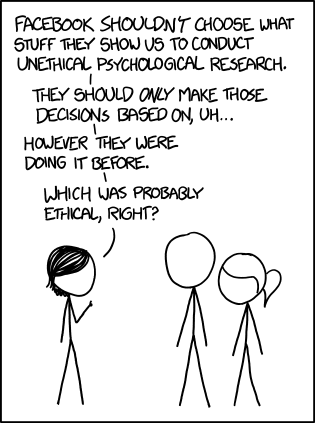 FACEBOOK SHOULDN'T CHOOSE WHAT
STUFF THEY SHOW US TO CONDUCT
UNETHICAL PSYCHOLOGICAL RESEARCH.
THEY SHOULD ONLY MAKE THOSE
DECISIONS BASED ON, UH...
HOWEVER THEY WERE
DOING IT BEFORE.
WHICH WAS PROBABLY
ETHICAL, RIGHT?